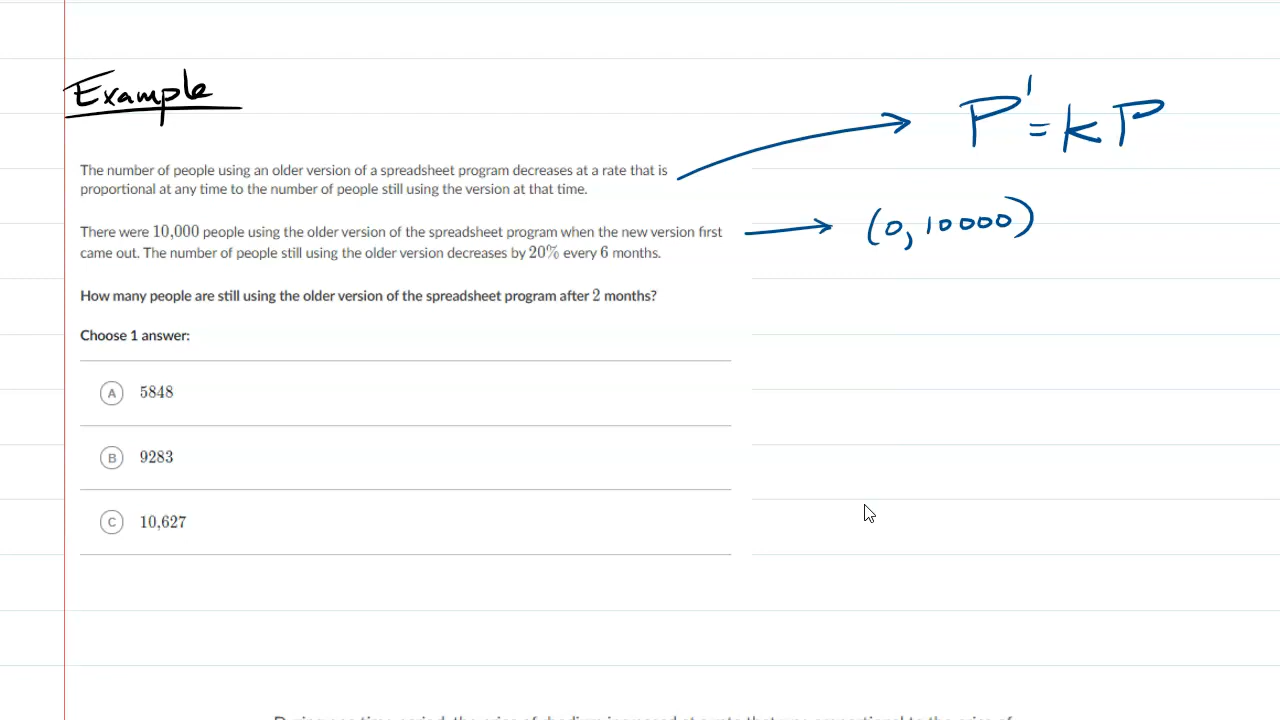 Example
P' = kP
The number of people using an older version of a spreadsheet program decreases at a rate that is
proportional at any time to the number of people still using the version at that time.
(0, 10000)
There were 10,000 people using the older version of the spreadsheet program when the new version first
came out. The number of people still using the older version decreases by 20% every 6 months.
How many people are still using the older version of the spreadsheet program after 2 months?
Choose 1 answer:
A 5848
B 9283
C 10,627